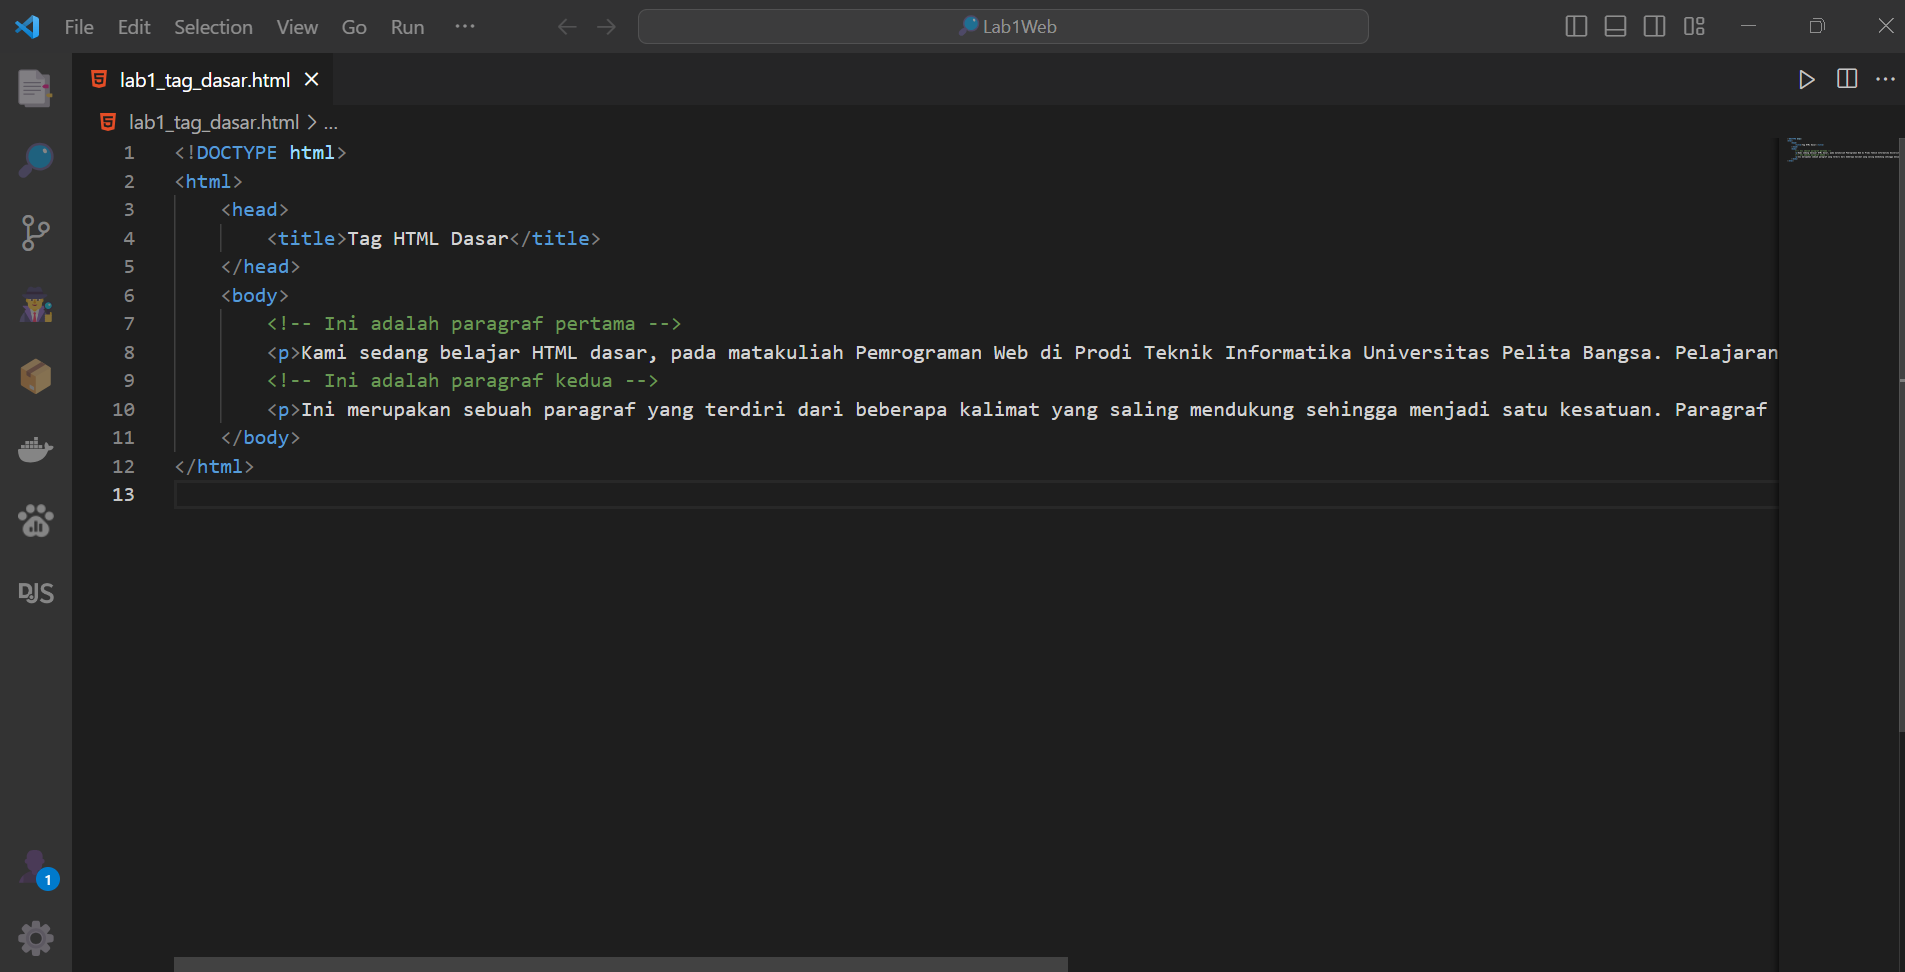 File Edit Selection View Go Run ···
Lab1Web
lab1_tag_dasar.html
lab1_tag_dasar.html > ...
1 <!DOCTYPE html>
2 <html>
3 <head>
4 <title>Tag HTML Dasar</title>
5 </head>
6 <body>
7 <!-- Ini adalah paragraf pertama -->
8 <p>Kami sedang belajar HTML dasar, pada matakuliah Pemrograman Web di Prodi Teknik Informatika Universitas Pelita Bangsa. Pelajaran
9 <!-- Ini adalah paragraf kedua -->
10 <p>Ini merupakan sebuah paragraf yang terdiri dari beberapa kalimat yang saling mendukung sehingga menjadi satu kesatuan. Paragraf
11 </body>
12 </html>
13
DJS
1